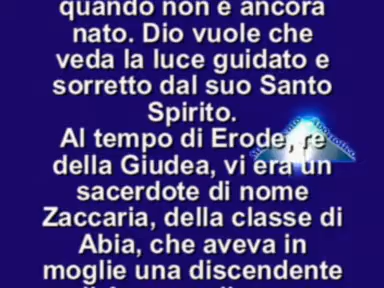 quando non è ancora
nato. Dio vuole che
veda la luce guidato e
sorretto dal suo Santo
Spirito.
Al tempo di Erode, re
della Giudea, vi era un
sacerdote di nome
Zaccaria, della classe di
Abia, che aveva in
moglie una discendente